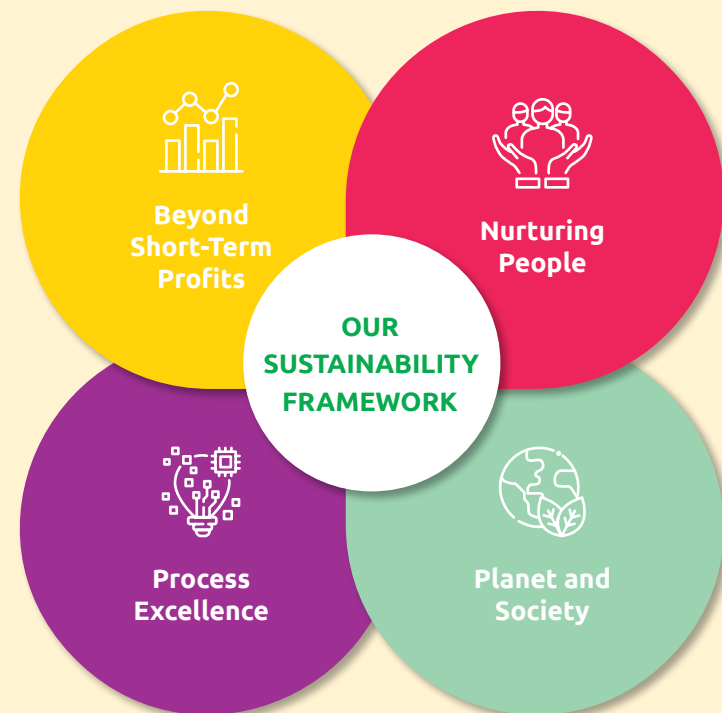 Beyond
Short-Term
Profits
Nurturing
People
OUR
SUSTAINABILITY
FRAMEWORK
Process
Excellence
Planet and
Society